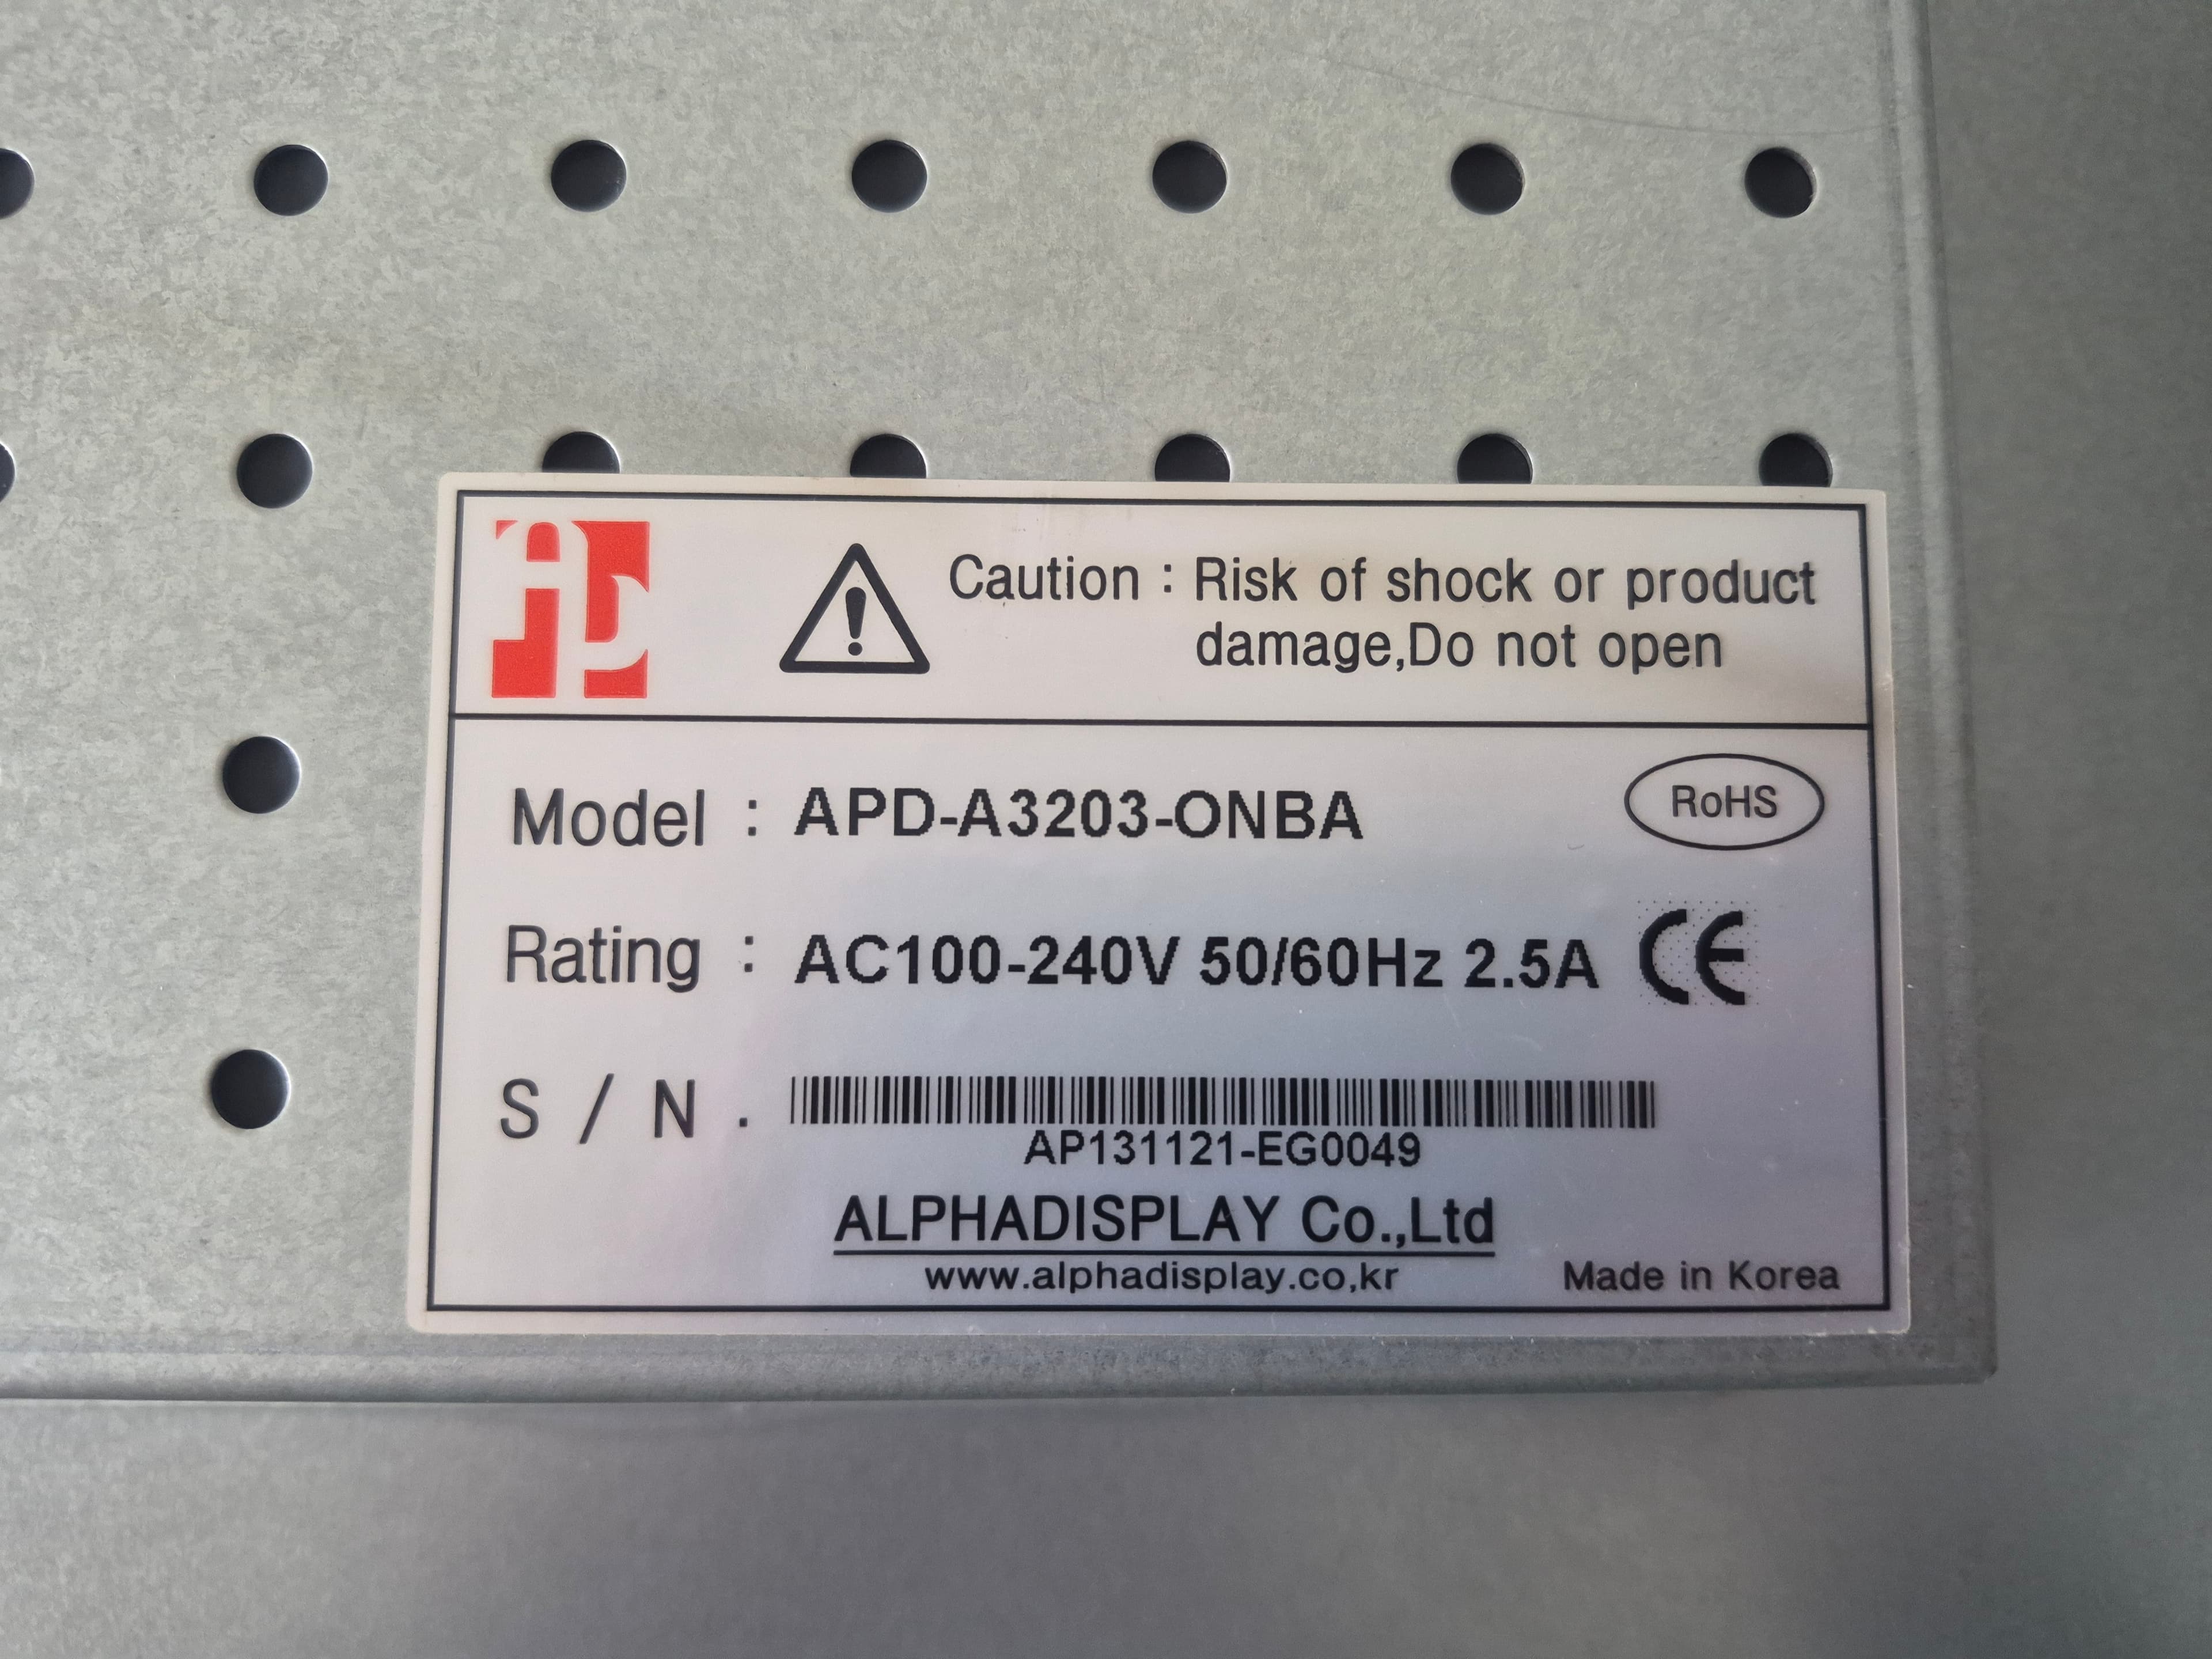 Caution : Risk of shock or product
damage,Do not open
Model : APD-A3203-ONBA
RoHS
Rating : AC100-240V 50/60Hz 2.5A CE
S / N .
AP131121-EG0049
ALPHADISPLAY Co.,Ltd
www.alphadisplay.co,kr
Made in Korea